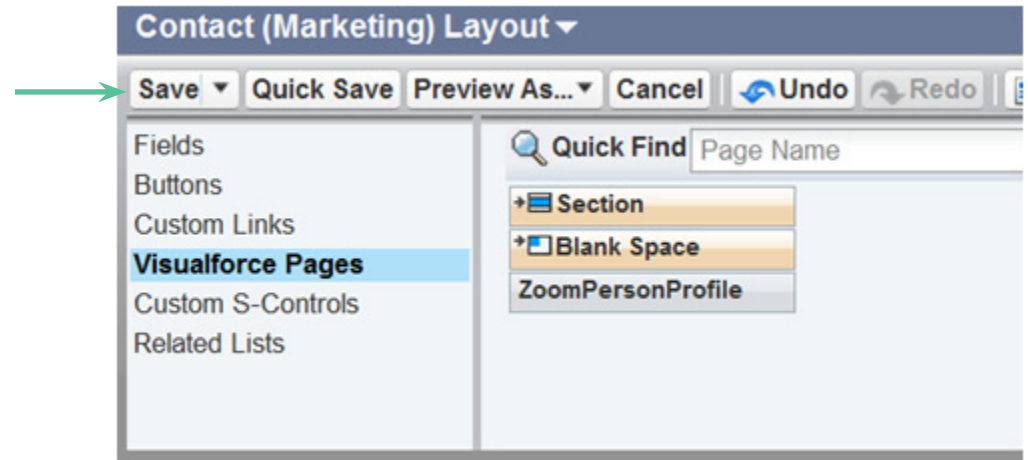 Contact (Marketing) Layout
Save Quick Save Preview As... Cancel Undo Redo
Fields
Buttons
Custom Links
Visualforce Pages
Custom S-Controls
Related Lists
Quick Find Page Name
Section
Blank Space
ZoomPersonProfile